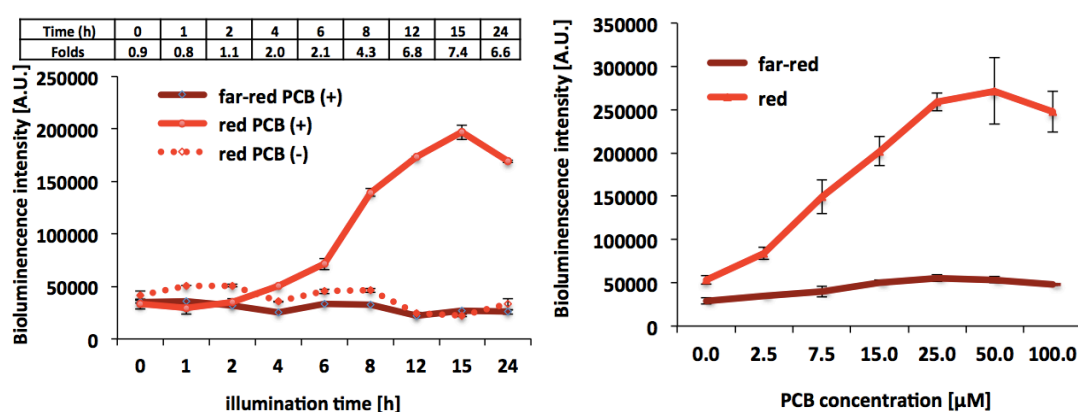 Time (h) 0 1 2 4 6 8 12 15 24
Folds 0.9 0.8 1.1 2.0 2.1 4.3 6.8 7.4 6.6
Bioluminencence intensity [A.U.]
250000
200000
150000
100000
50000
0
far-red PCB (+)
red PCB (+)
red PCB (-)
0 1 2 4 6 8 12 15 24
illumination time [h]
Bioluminenscence intensity [A.U.]
350000
300000
250000
200000
150000
100000
50000
0
far-red
red
0.0 2.5 7.5 15.0 25.0 50.0 100.0
PCB concentration [μM]